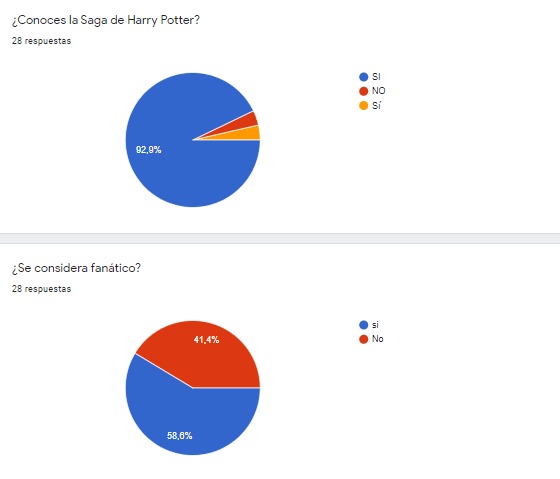 ¿Conoces la Saga de Harry Potter?
28 respuestas
SI
NO
Sí
92,9%
¿Se considera fanático?
28 respuestas
si
No
41,4%
58,6%